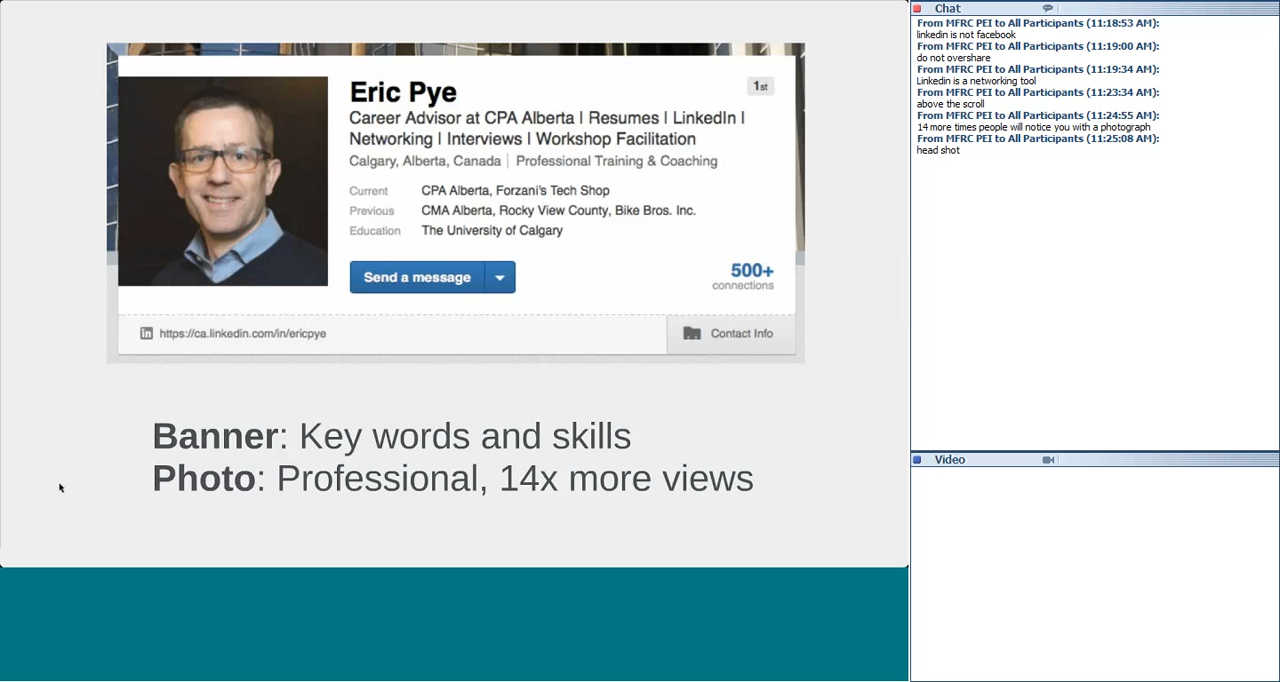 Eric Pye
1st
Career Advisor at CPA Alberta | Resumes | LinkedIn |
Networking | Interviews | Workshop Facilitation
Calgary, Alberta, Canada | Professional Training & Coaching
Current CPA Alberta, Forzani's Tech Shop
Previous CMA Alberta, Rocky View County, Bike Bros. Inc.
Education The University of Calgary
Send a message
500+
connections
in https://ca.linkedin.com/in/ericpye
Contact Info
Banner: Key words and skills
Photo: Professional, 14x more views
Chat
From MFRC PEI to All Participants (11:18:53 AM):
linkedin is not facebook
From MFRC PEI to All Participants (11:19:00 AM):
do not overshare
From MFRC PEI to All Participants (11:19:34 AM):
Linkedin is a networking tool
From MFRC PEI to All Participants (11:23:34 AM):
above the scroll
From MFRC PEI to All Participants (11:24:55 AM):
14 more times people will notice you with a photograph
From MFRC PEI to All Participants (11:25:08 AM):
head shot
Video